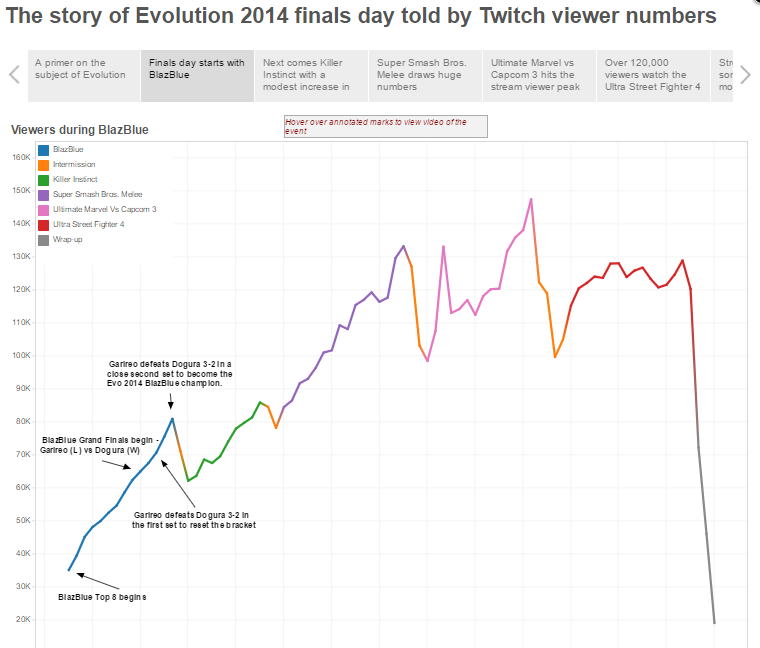 The story of Evolution 2014 finals day told by Twitch viewer numbers
A primer on the
subject of Evolution
Finals day starts with
BlazBlue
Next comes Killer
Instinct with a
modest increase in
Super Smash Bros.
Melee draws huge
numbers
Ultimate Marvel vs
Capcom 3 hits the
stream viewer peak
Over 120,000
viewers watch the
Ultra Street Fighter 4
Viewers during BlazBlue
Hover over annotated marks to view video of the
event
BlazBlue
Intermission
Killer Instinct
Super Smash Bros. Melee
Ultimate Marvel Vs Capcom 3
Ultra Street Fighter 4
Wrap-up
160K
150K
140K
130K
120K
110K
100K
90K
80K
70K
60K
50K
40K
30K
20K
Garireo defeats Dogura 3-2 in a
close second set to become the
Evo 2014 BlazBlue champion.
BlazBlue Grand Finals begin -
Garireo (L) vs Dogura (W)
Garireo defeats Dogura 3-2 in
the first set to reset the bracket
BlazBlue Top 8 begins